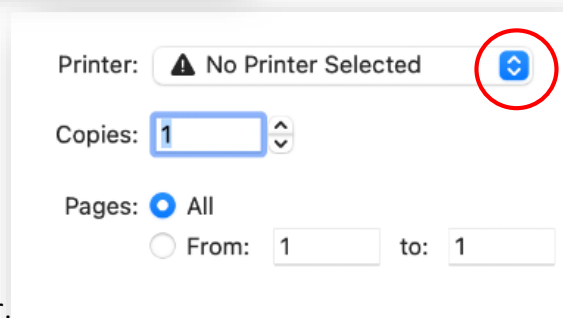 Printer: No Printer Selected
Copies: 1
Pages: All
From: 1 to: 1